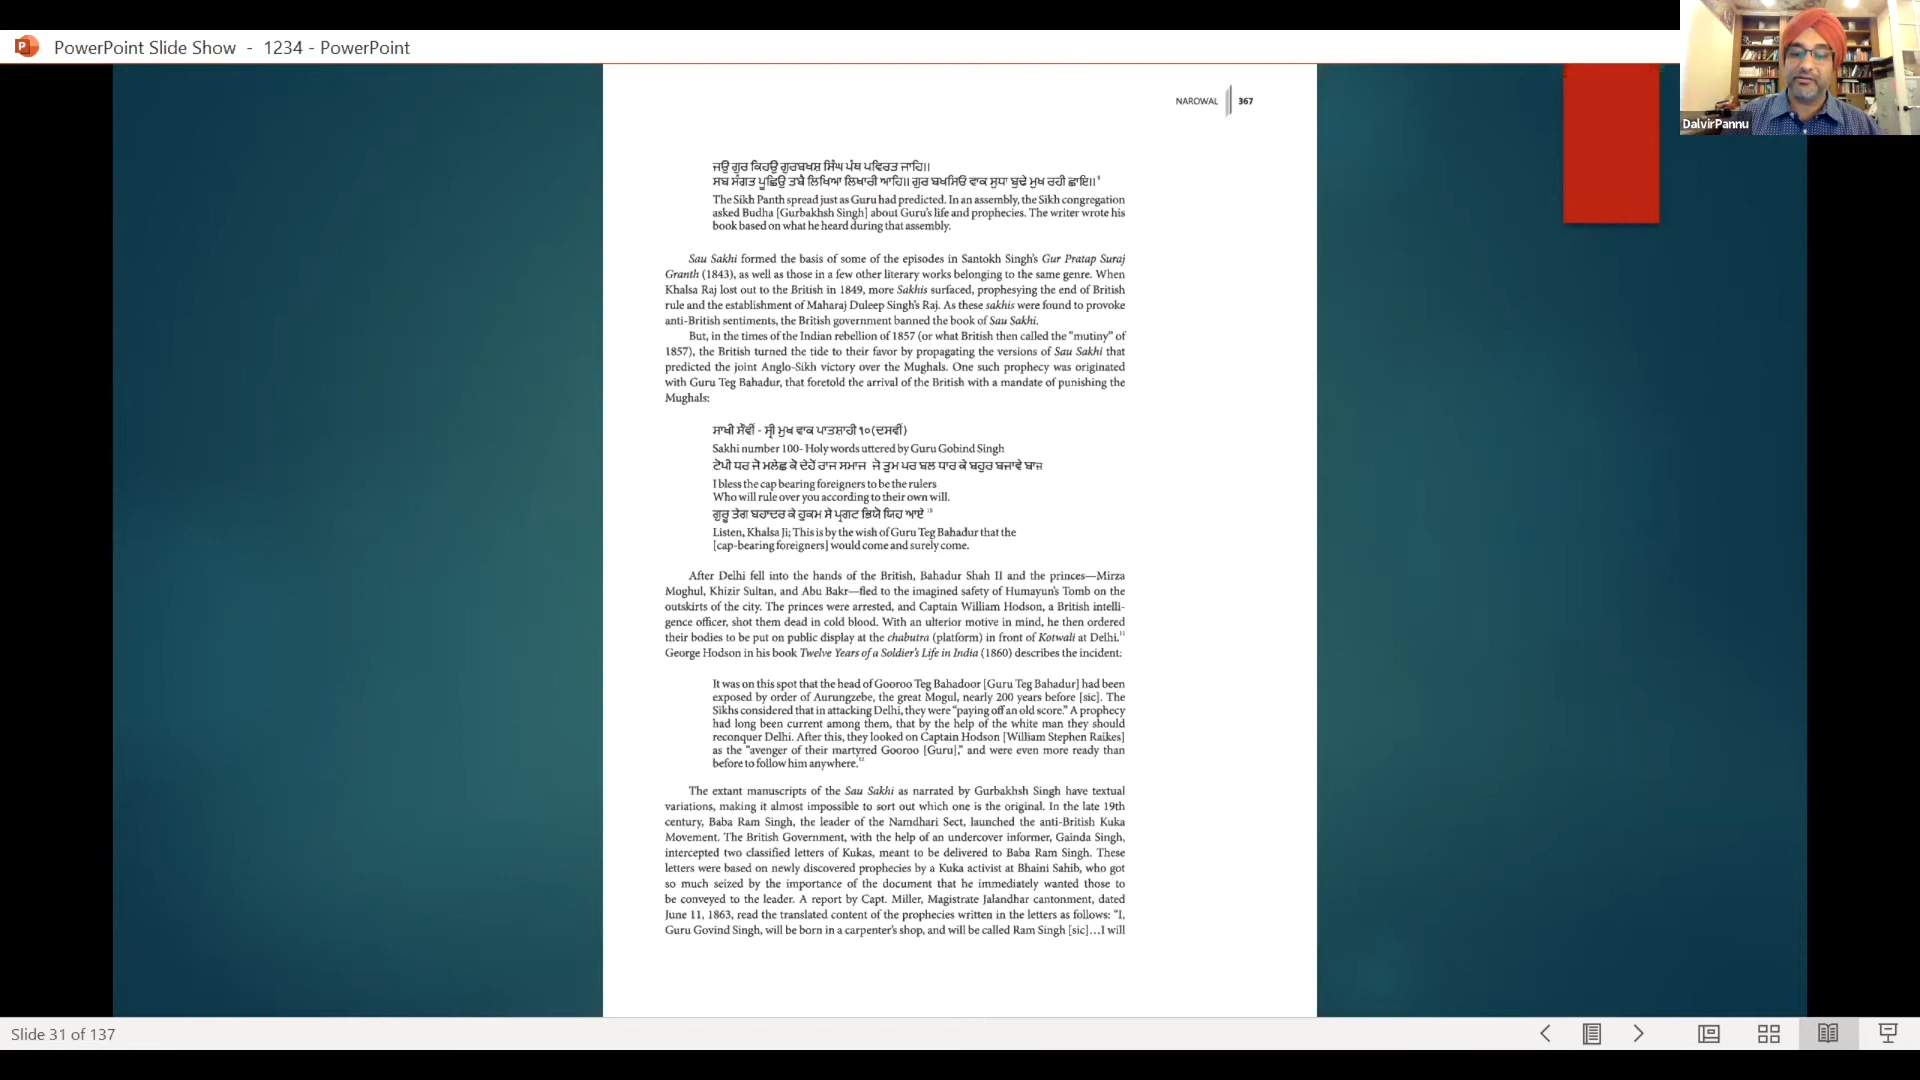 PowerPoint Slide Show - 1234 - PowerPoint
DalvirPannu
NAROWAL 367
ਜਉ ਗੁਰ ਕਿਹਉ ਗੁਰਬਖਸ਼ ਸਿੰਘ ਪੰਥ ਪਵਿਰਤ ਜਾਹਿ।।
ਸਬ ਸੰਗਤ ਪੂਛਿਉ ਤਬੈ ਲਿਖਿਆ ਲਿਖਾਰੀ ਆਹਿ।। ਗੁਰ ਬਖਸਿਓ ਵਾਕ ਸੁਧਾ ਬੁਢੇ ਮੁਖ ਰਹੀ ਛਾਇ।।
The Sikh Panth spread just as Guru had predicted. In an assembly, the Sikh congregation
asked Budha [Gurbakhsh Singh] about Guru's life and prophecies. The writer wrote his
book based on what he heard during that assembly.
Sau Sakhi formed the basis of some of the episodes in Santokh Singh's Gur Pratap Suraj
Granth (1843), as well as those in a few other literary works belonging to the same genre. When
Khalsa Raj lost out to the British in 1849, more Sakhis surfaced, prophesying the end of British
rule and the establishment of Maharaj Duleep Singh's Raj. As these sakhis were found to provoke
anti-British sentiments, the British government banned the book of Sau Sakhi.
But, in the times of the Indian rebellion of 1857 (or what British then called the "mutiny" of
1857), the British turned the tide to their favor by propagating the versions of Sau Sakhi that
predicted the joint Anglo-Sikh victory over the Mughals. One such prophecy was originated
with Guru Teg Bahadur, that foretold the arrival of the British with a mandate of punishing the
Mughals:
ਸਾਖੀ ਸੌਵੀਂ - ਸ੍ਰੀ ਮੁਖ ਵਾਕ ਪਾਤਸ਼ਾਹੀ ੧੦(ਦਸਵੀਂ)
Sakhi number 100- Holy words uttered by Guru Gobind Singh
ਟੋਪੀ ਧਰ ਜੋ ਮਲੇਛ ਕੋ ਦੇਹੋਂ ਰਾਜ ਸਮਾਜ ਜੋ ਤੁਮ ਪਰ ਬਲ ਧਾਰ ਕੇ ਬਹੁਰ ਬਜਾਵੇ ਬਾਜ਼
I bless the cap bearing foreigners to be the rulers
Who will rule over you according to their own will.
ਗੁਰੂ ਤੇਗ ਬਹਾਦਰ ਕੇ ਹੁਕਮ ਸੇ ਪ੍ਰਗਟ ਭਿਯੋ ਯਿਹ ਆਏ 10
Listen, Khalsa Ji; This is by the wish of Guru Teg Bahadur that the
[cap-bearing foreigners] would come and surely come.
After Delhi fell into the hands of the British, Bahadur Shah II and the princes—Mirza
Moghul, Khizir Sultan, and Abu Bakr—fled to the imagined safety of Humayun's Tomb on the
outskirts of the city. The princes were arrested, and Captain William Hodson, a British intelli-
gence officer, shot them dead in cold blood. With an ulterior motive in mind, he then ordered
their bodies to be put on public display at the chabutra (platform) in front of Kotwali at Delhi.11
George Hodson in his book Twelve Years of a Soldier's Life in India (1860) describes the incident:
It was on this spot that the head of Gooroo Teg Bahadoor [Guru Teg Bahadur] had been
exposed by order of Aurungzebe, the great Mogul, nearly 200 years before [sic]. The
Sikhs considered that in attacking Delhi, they were "paying off an old score." A prophecy
had long been current among them, that by the help of the white man they should
reconquer Delhi. After this, they looked on Captain Hodson [William Stephen Raikes]
as the "avenger of their martyred Gooroo [Guru]," and were even more ready than
before to follow him anywhere.12
The extant manuscripts of the Sau Sakhi as narrated by Gurbakhsh Singh have textual
variations, making it almost impossible to sort out which one is the original. In the late 19th
century, Baba Ram Singh, the leader of the Namdhari Sect, launched the anti-British Kuka
Movement. The British Government, with the help of an undercover informer, Gainda Singh,
intercepted two classified letters of Kukas, meant to be delivered to Baba Ram Singh. These
letters were based on newly discovered prophecies by a Kuka activist at Bhaini Sahib, who got
so much seized by the importance of the document that he immediately wanted those to
be conveyed to the leader. A report by Capt. Miller, Magistrate Jalandhar cantonment, dated
June 11, 1863, read the translated content of the prophecies written in the letters as follows: "I,
Guru Govind Singh, will be born in a carpenter's shop, and will be called Ram Singh [sic]…I will
Slide 31 of 137